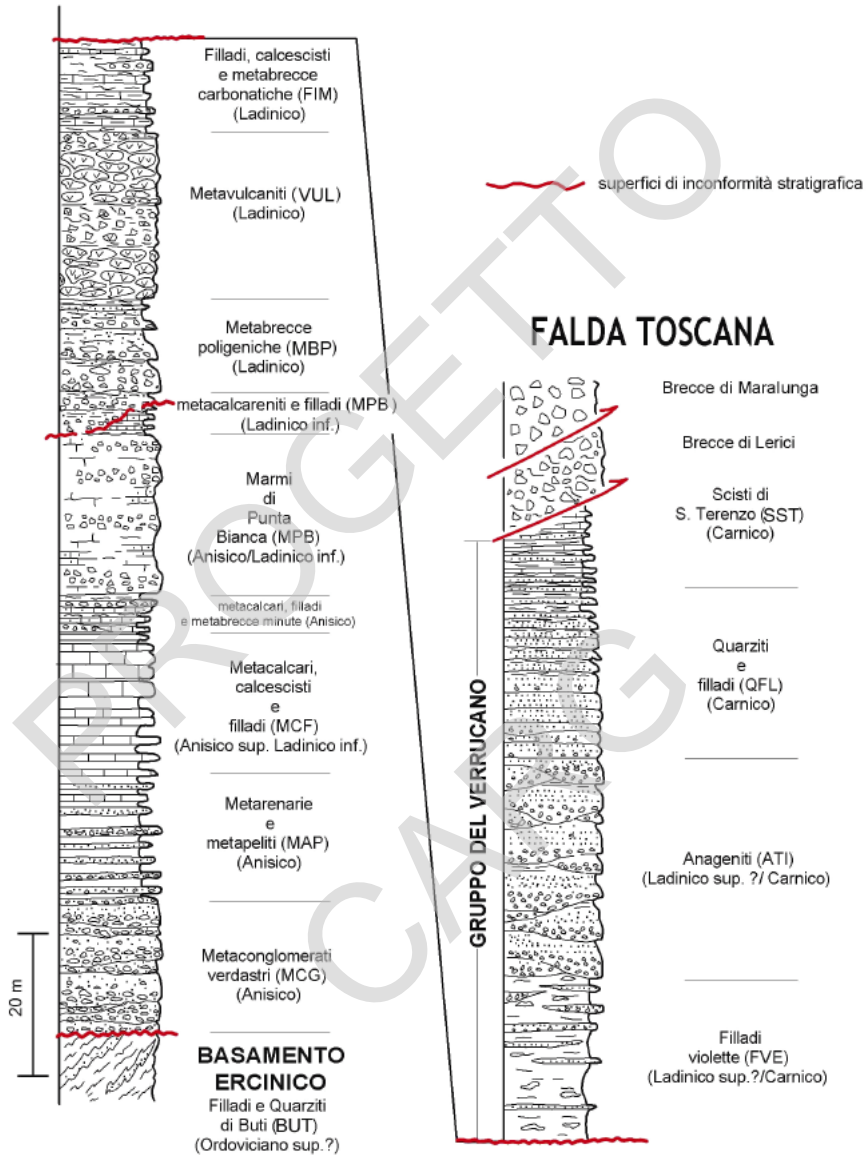 Filladi, calcescisti
e metabrecce
carbonatiche (FIM)
(Ladinico)
Metavulcaniti (VUL)
(Ladinico)
Metabrecce
poligeniche (MBP)
(Ladinico)
metacalcareniti e filladi (MPB)
(Ladinico inf.)
Marmi
di
Punta
Bianca (MPB)
(Anisico/Ladinico inf.)
metacalcari, filladi
e metabrecce minute (Anisico)
Metacalcari,
calcescisti
e
filladi (MCF)
(Anisico sup. Ladinico inf.)
Metarenarie
e
metapeliti (MAP)
(Anisico)
Metaconglomerati
verdastri (MCG)
(Anisico)
20 m
BASAMENTO
ERCINICO
Filladi e Quarziti
di Buti (BUT)
(Ordoviciano sup.?)
superfici di inconformità stratigrafica
FALDA TOSCANA
Brecce di Maralunga
Brecce di Lerici
Scisti di
S. Terenzo (SST)
(Carnico)
Quarziti
e
filladi (QFL)
(Carnico)
Anageniti (ATI)
(Ladinico sup. ?/ Carnico)
Filladi
violette (FVE)
(Ladinico sup.?/Carnico)
GRUPPO DEL VERRUCANO
PROGETTO
CARG